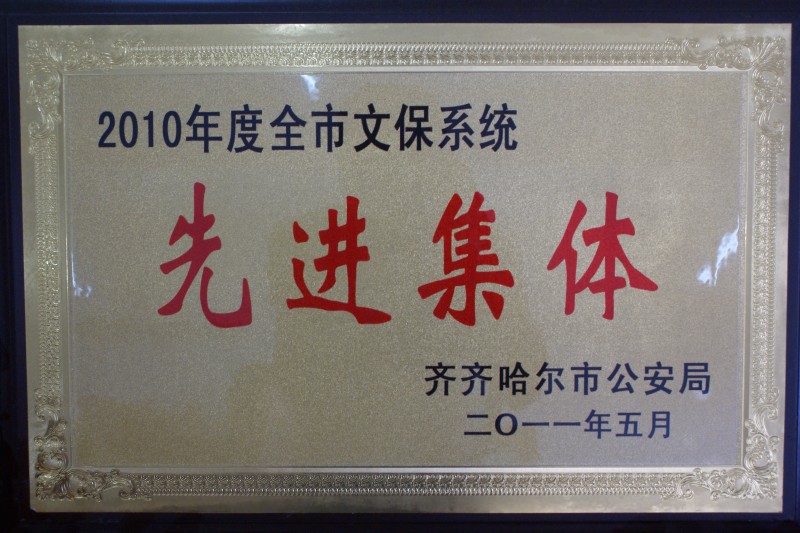 2010年度全市文保系统
先进集体
齐齐哈尔市公安局
二〇一一年五月